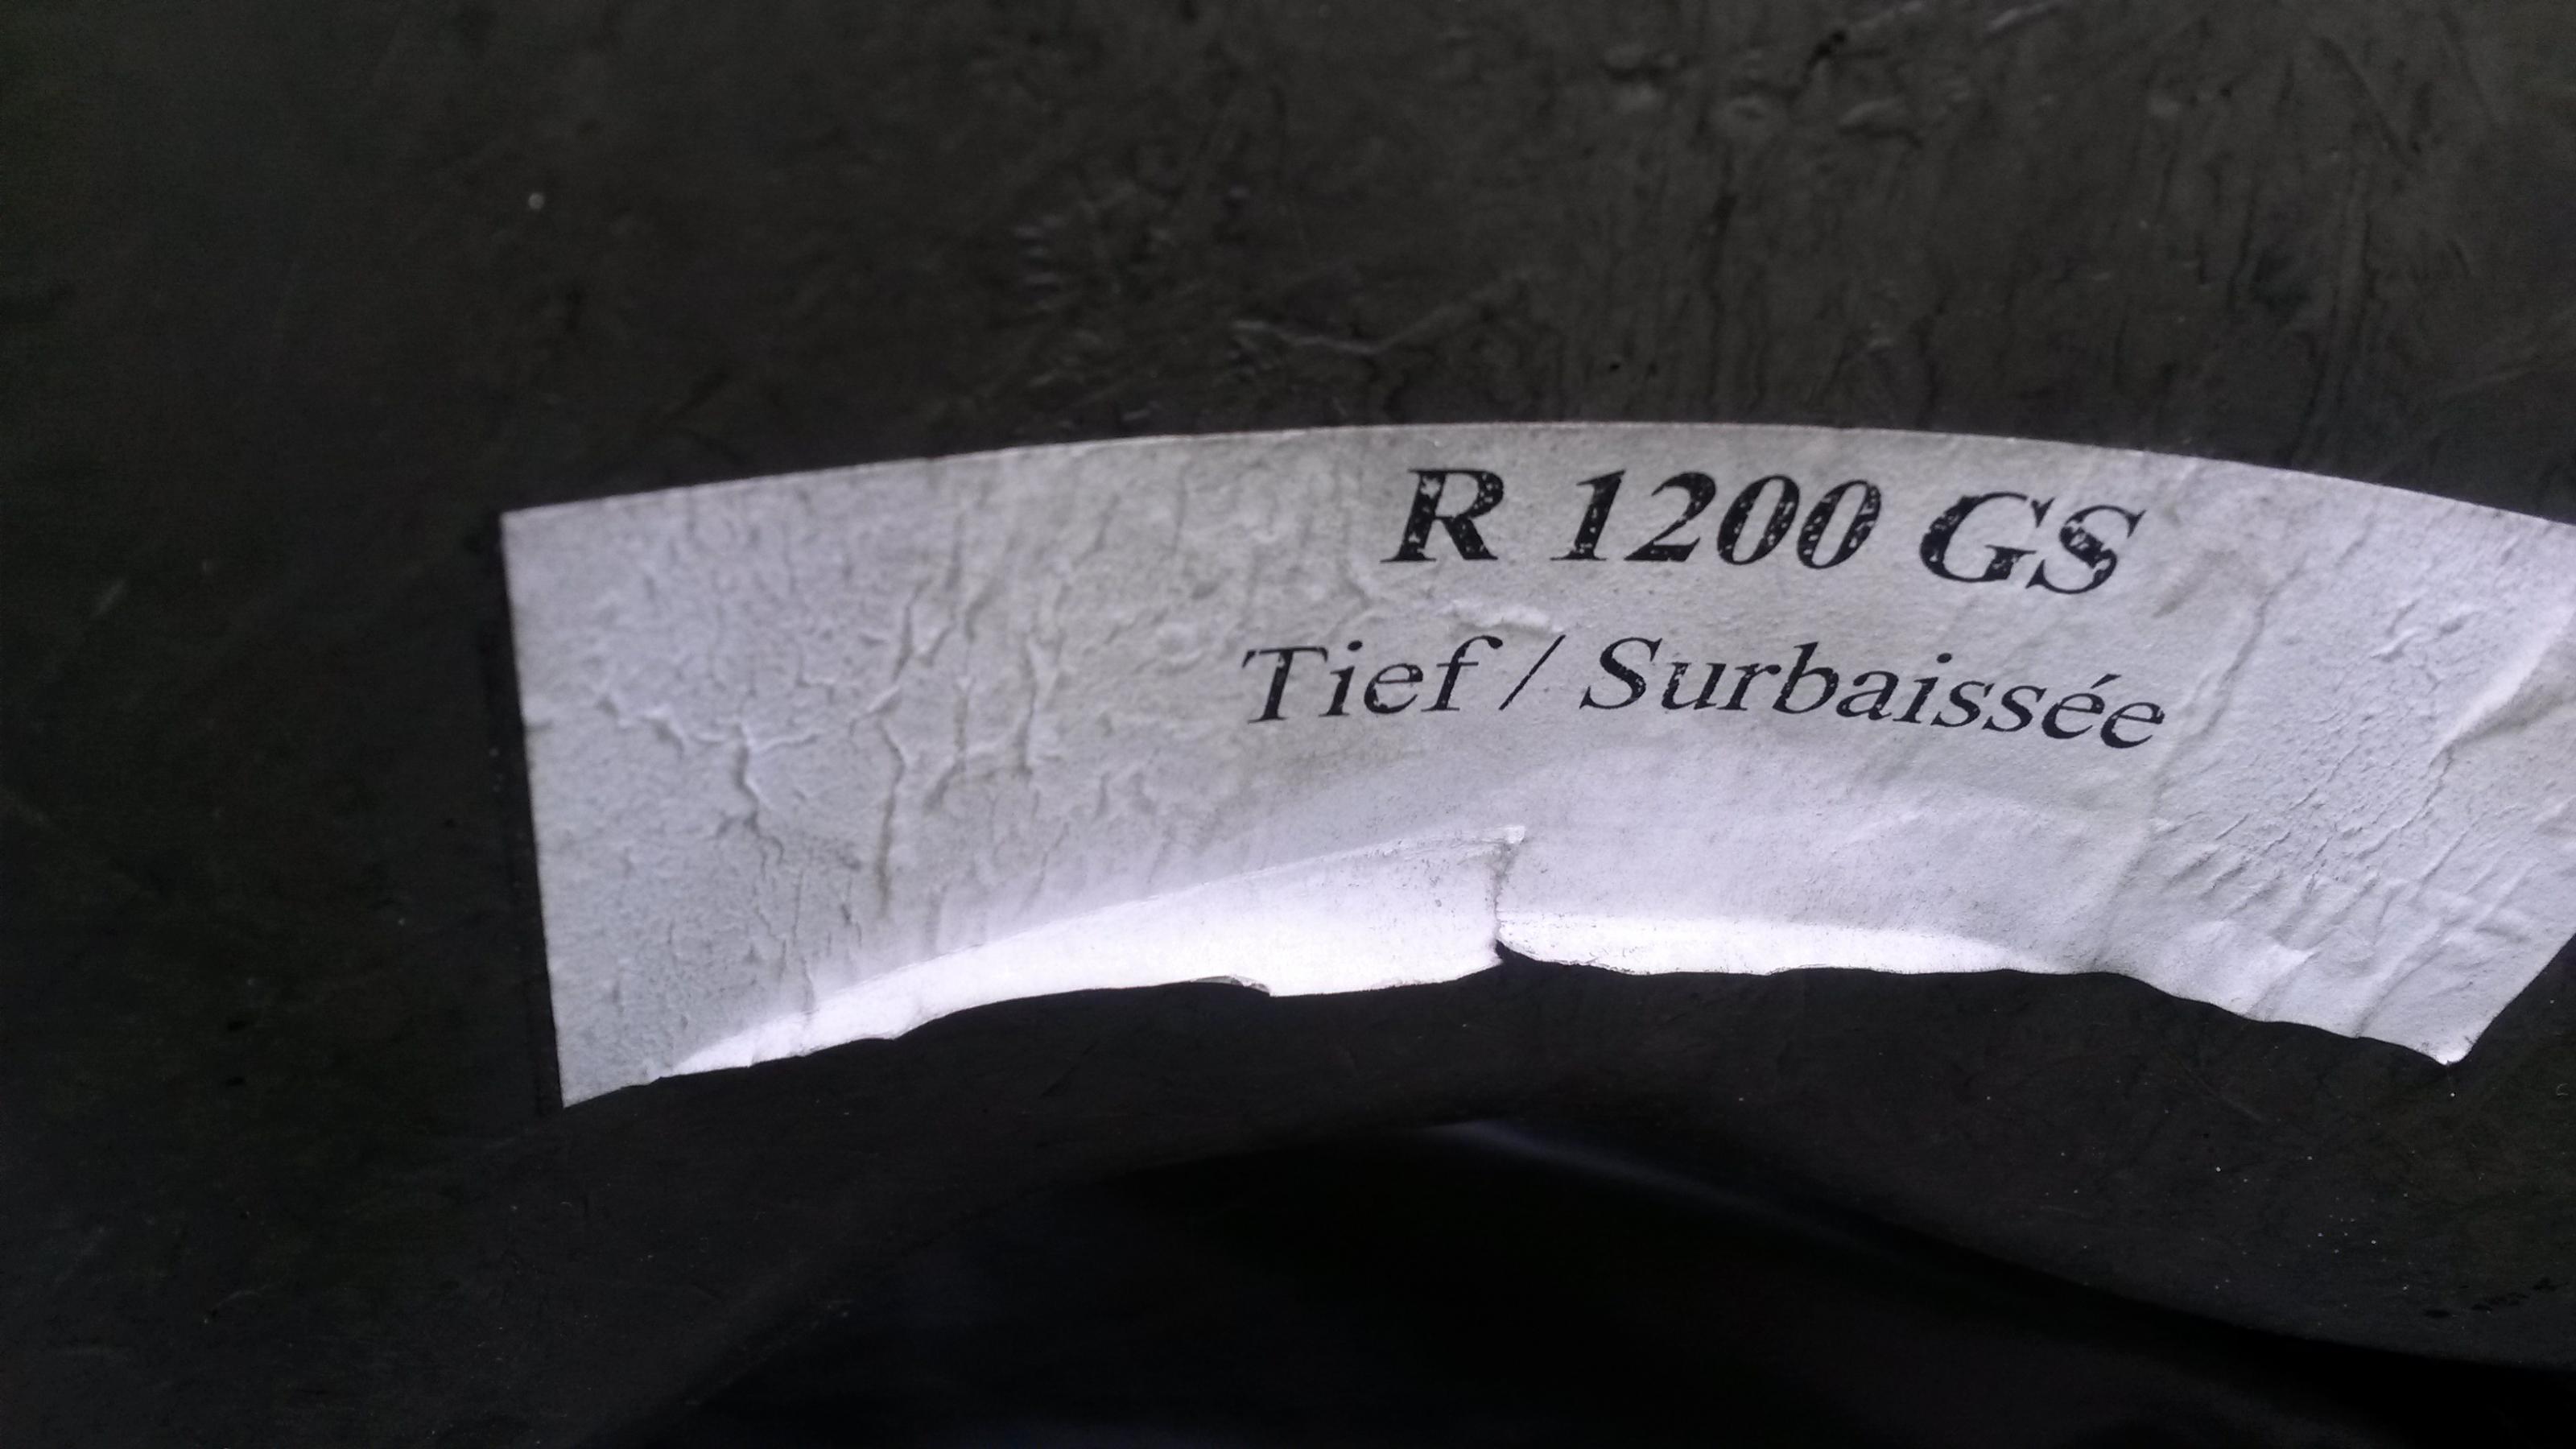 R 1200 GS
Tief / Surbaissée